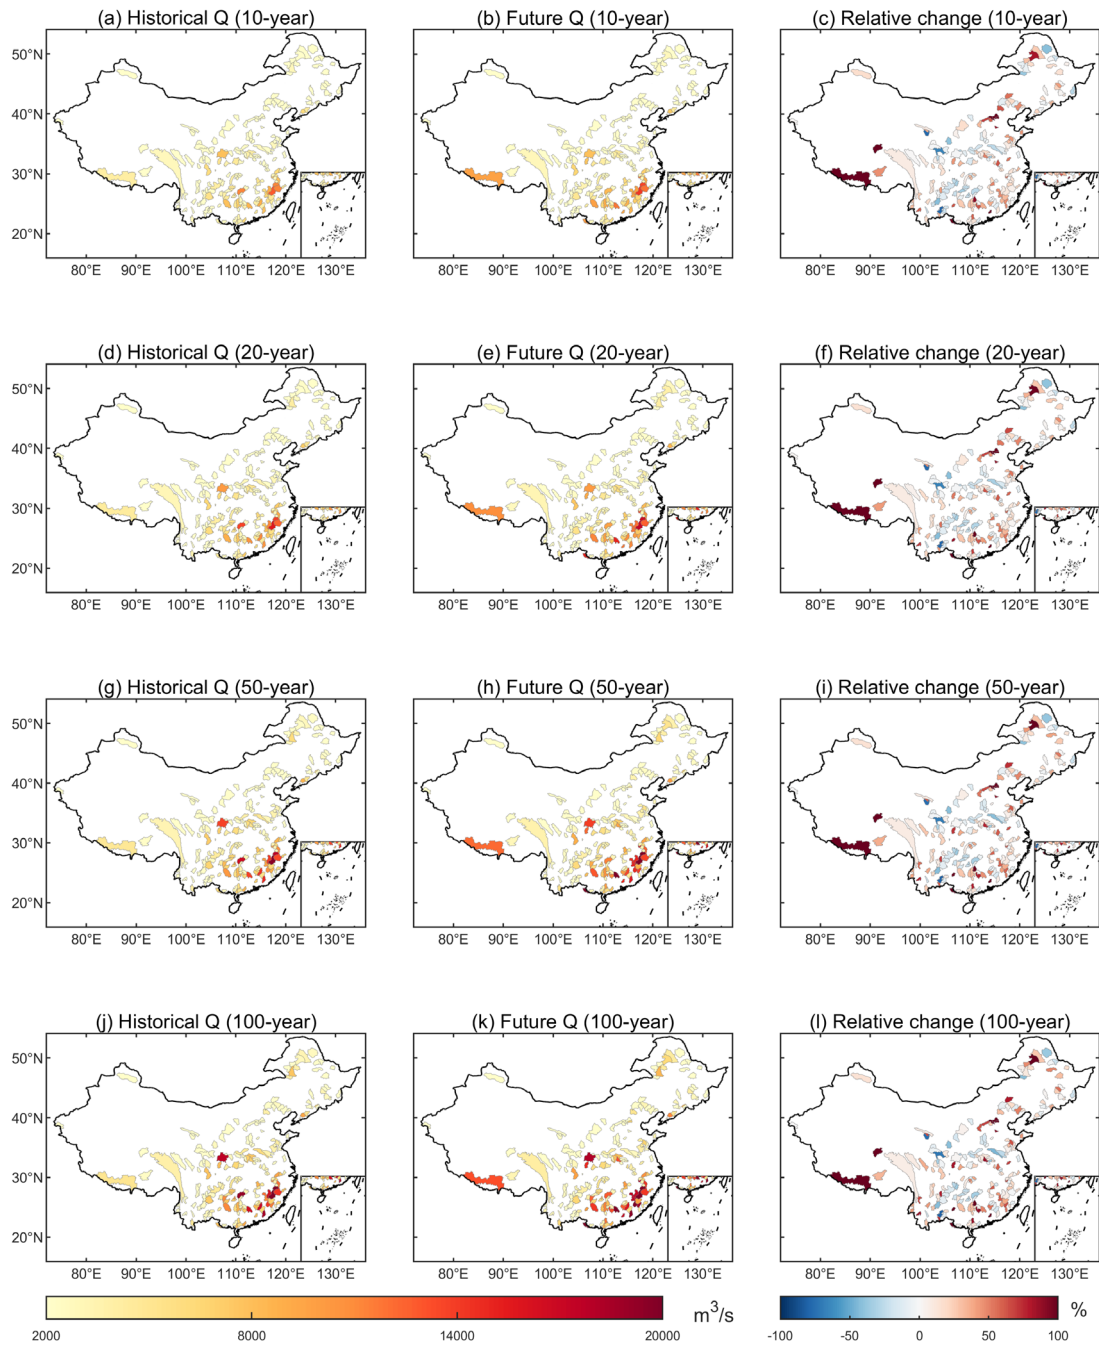 (a) Historical Q (10-year) (b) Future Q (10-year) (c) Relative change (10-year)
50°N
40°N
30°N
20°N
80°E 90°E 100°E 110°E 120°E 130°E 80°E 90°E 100°E 110°E 120°E 130°E 80°E 90°E 100°E 110°E 120°E 130°E
(d) Historical Q (20-year) (e) Future Q (20-year) (f) Relative change (20-year)
50°N
40°N
30°N
20°N
80°E 90°E 100°E 110°E 120°E 130°E 80°E 90°E 100°E 110°E 120°E 130°E 80°E 90°E 100°E 110°E 120°E 130°E
(g) Historical Q (50-year) (h) Future Q (50-year) (i) Relative change (50-year)
50°N
40°N
30°N
20°N
80°E 90°E 100°E 110°E 120°E 130°E 80°E 90°E 100°E 110°E 120°E 130°E 80°E 90°E 100°E 110°E 120°E 130°E
(j) Historical Q (100-year) (k) Future Q (100-year) (l) Relative change (100-year)
50°N
40°N
30°N
20°N
80°E 90°E 100°E 110°E 120°E 130°E 80°E 90°E 100°E 110°E 120°E 130°E 80°E 90°E 100°E 110°E 120°E 130°E
m³/s %
2000 8000 14000 20000 -100 -50 0 50 100